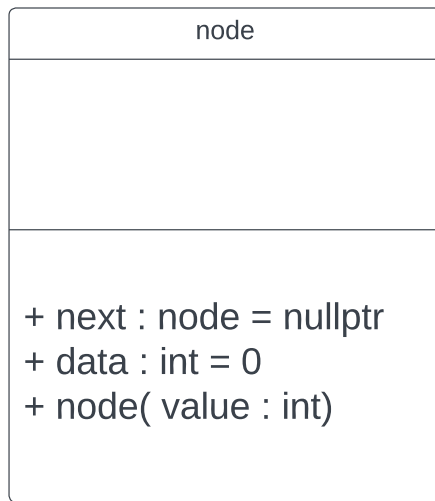 node
+ next : node = nullptr
+ data : int = 0
+ node( value : int)